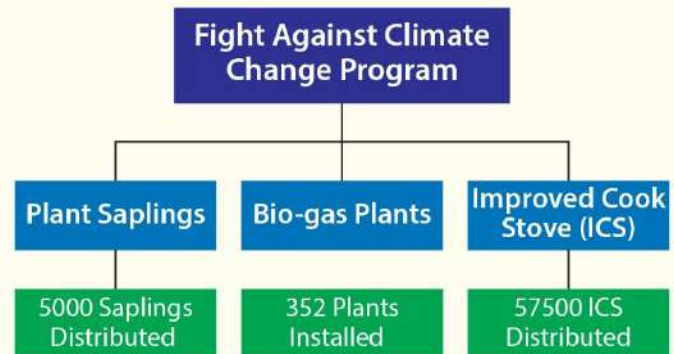 Fight Against Climate
Change Program
Plant Saplings
Bio-gas Plants
Improved Cook
Stove (ICS)
5000 Saplings
Distributed
352 Plants
Installed
57500 ICS
Distributed